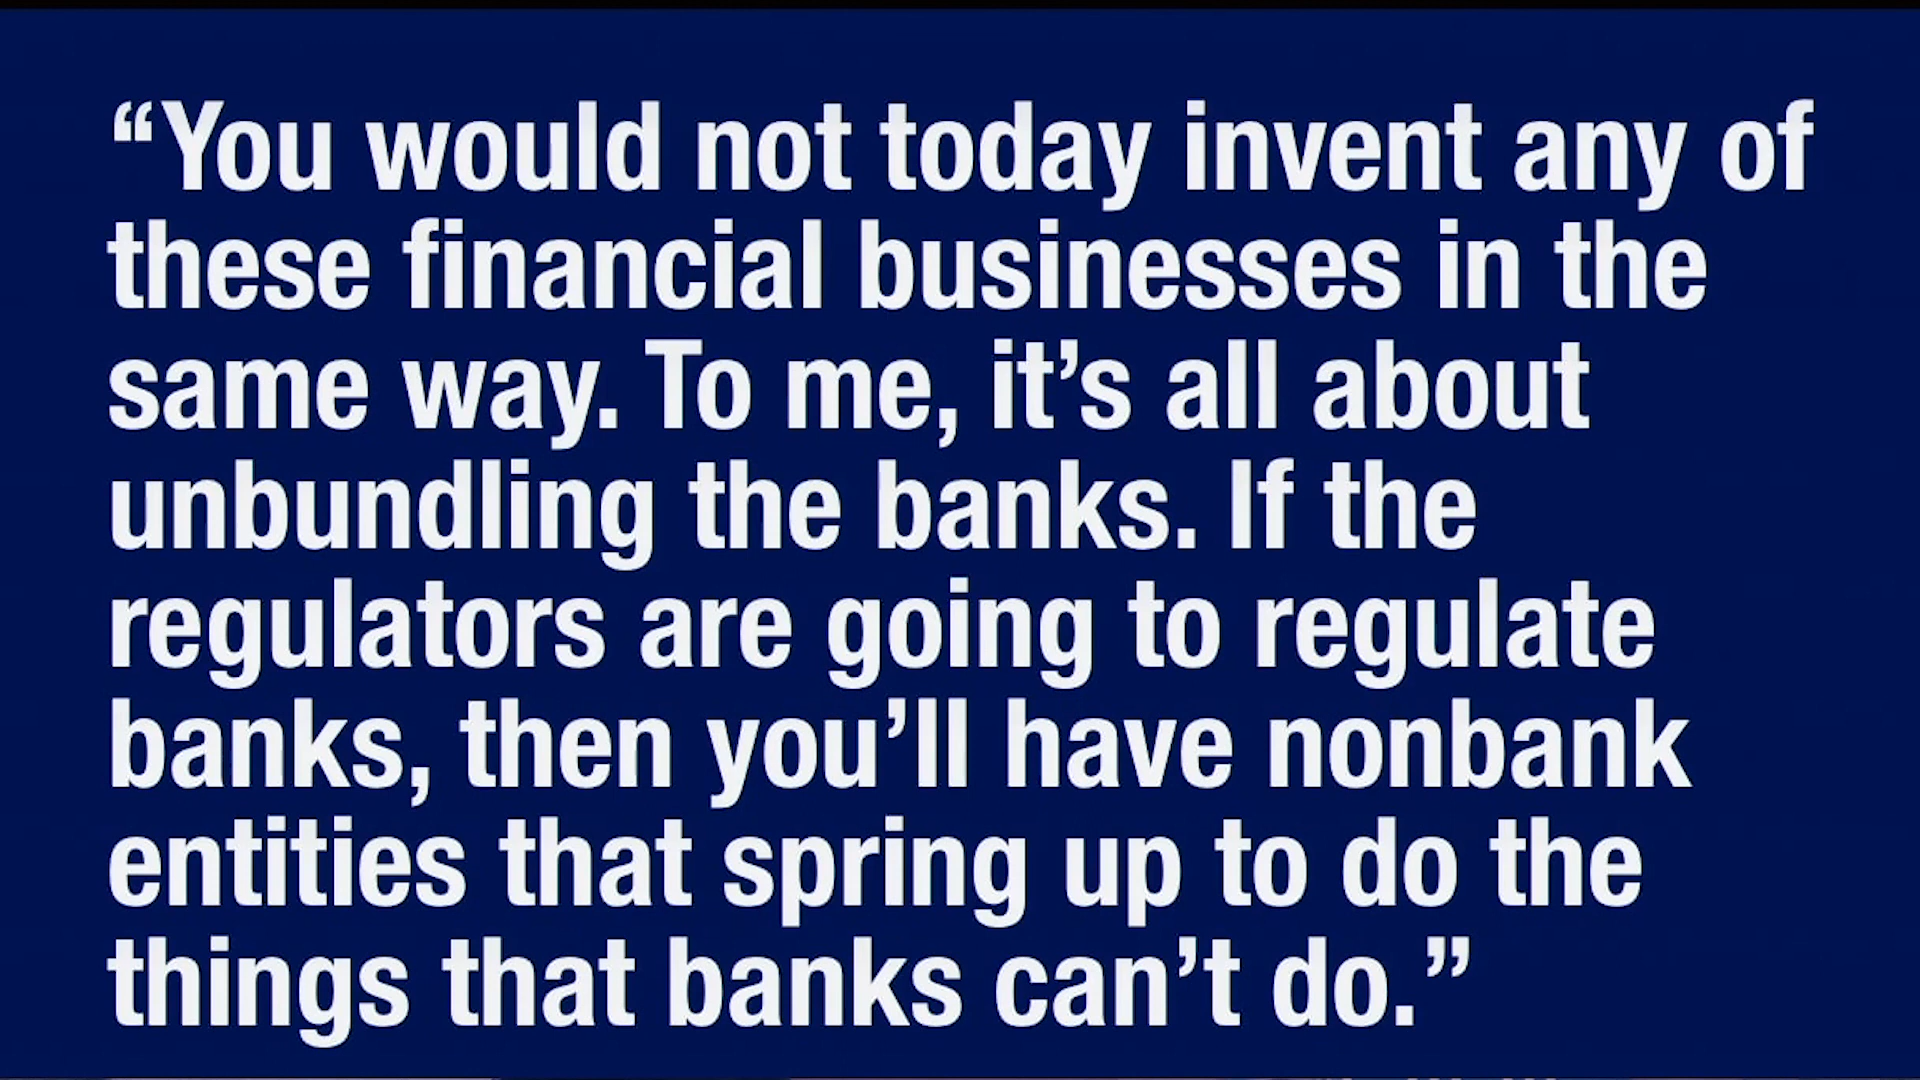 “You would not today invent any of
these financial businesses in the
same way. To me, it’s all about
unbundling the banks. If the
regulators are going to regulate
banks, then you’ll have nonbank
entities that spring up to do the
things that banks can’t do.”